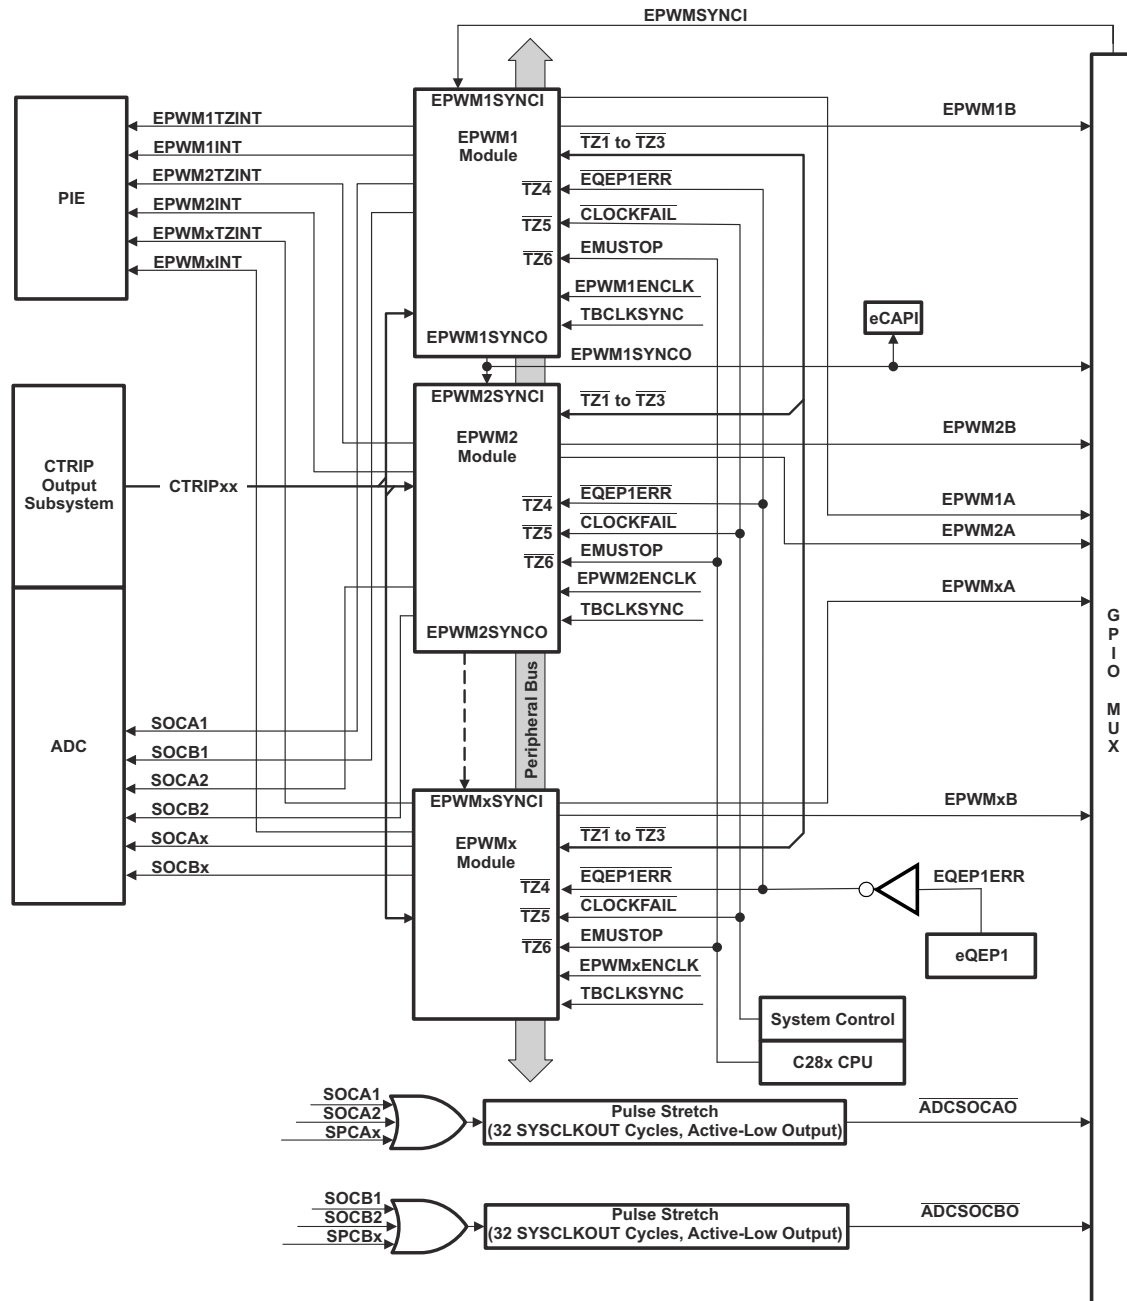 EPWMSYNCI
EPWM1SYNCI
EPWM1TZINT
EPWM1B
EPWM1
Module
TZ1 to TZ3
EPWM1INT
EPWM2TZINT
TZ4
EQEP1ERR
PIE
EPWM2INT
TZ5
CLOCKFAIL
EPWMxTZINT
TZ6
EMUSTOP
EPWMxINT
EPWM1ENCLK
TBCLKSYNC
eCAPI
EPWM1SYNCO
EPWM1SYNCO
EPWM2SYNCI
TZ1 to TZ3
EPWM2B
EPWM2
Module
CTRIP
Output
Subsystem
CTRIPxx
TZ4
EQEP1ERR
EPWM1A
TZ5
CLOCKFAIL
EPWM2A
TZ6
EMUSTOP
EPWM2ENCLK
EPWMxA
TBCLKSYNC
EPWM2SYNCO
GPIO MUX
Peripheral Bus
ADC
SOCA1
SOCB1
SOCA2
SOCB2
SOCAx
SOCBx
EPWMxSYNCI
EPWMxB
EPWMx
Module
TZ1 to TZ3
TZ4
EQEP1ERR
EQEP1ERR
TZ5
CLOCKFAIL
TZ6
EMUSTOP
eQEP1
EPWMxENCLK
TBCLKSYNC
System Control
C28x CPU
SOCA1
SOCA2
SPCAx
Pulse Stretch
(32 SYSCLKOUT Cycles, Active-Low Output)
ADCSOCAO
SOCB1
SOCB2
SPCBx
Pulse Stretch
(32 SYSCLKOUT Cycles, Active-Low Output)
ADCSOCBO